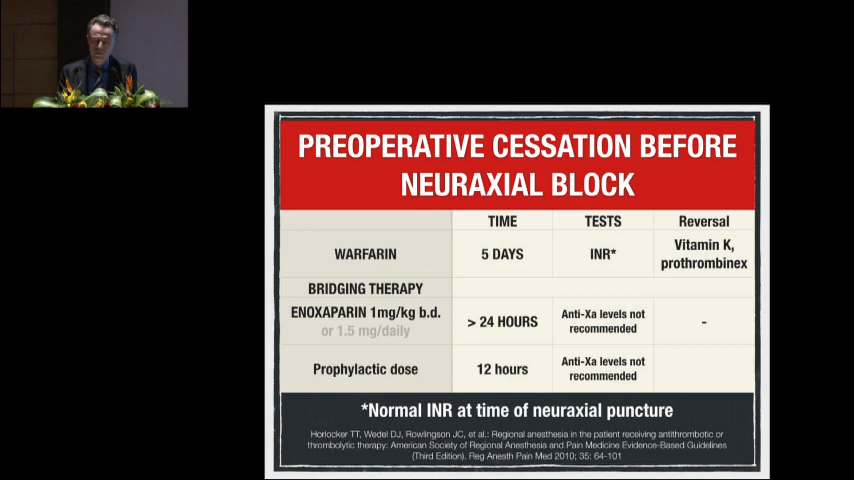 PREOPERATIVE CESSATION BEFORE
NEURAXIAL BLOCK
TIME TESTS Reversal
WARFARIN 5 DAYS INR* Vitamin K,
prothrombinex
BRIDGING THERAPY
ENOXAPARIN 1mg/kg b.d.
or 1.5 mg/daily
> 24 HOURS
Anti-Xa levels not
recommended
-
Prophylactic dose 12 hours Anti-Xa levels not
recommended
*Normal INR at time of neuraxial puncture
Horlocker TT, Wedel DJ, Rowlingson JC, et al.: Regional anesthesia in the patient receiving antithrombotic or
thrombolytic therapy: American Society of Regional Anesthesia and Pain Medicine Evidence-Based Guidelines
(Third Edition). Reg Anesth Pain Med 2010; 35: 64-101